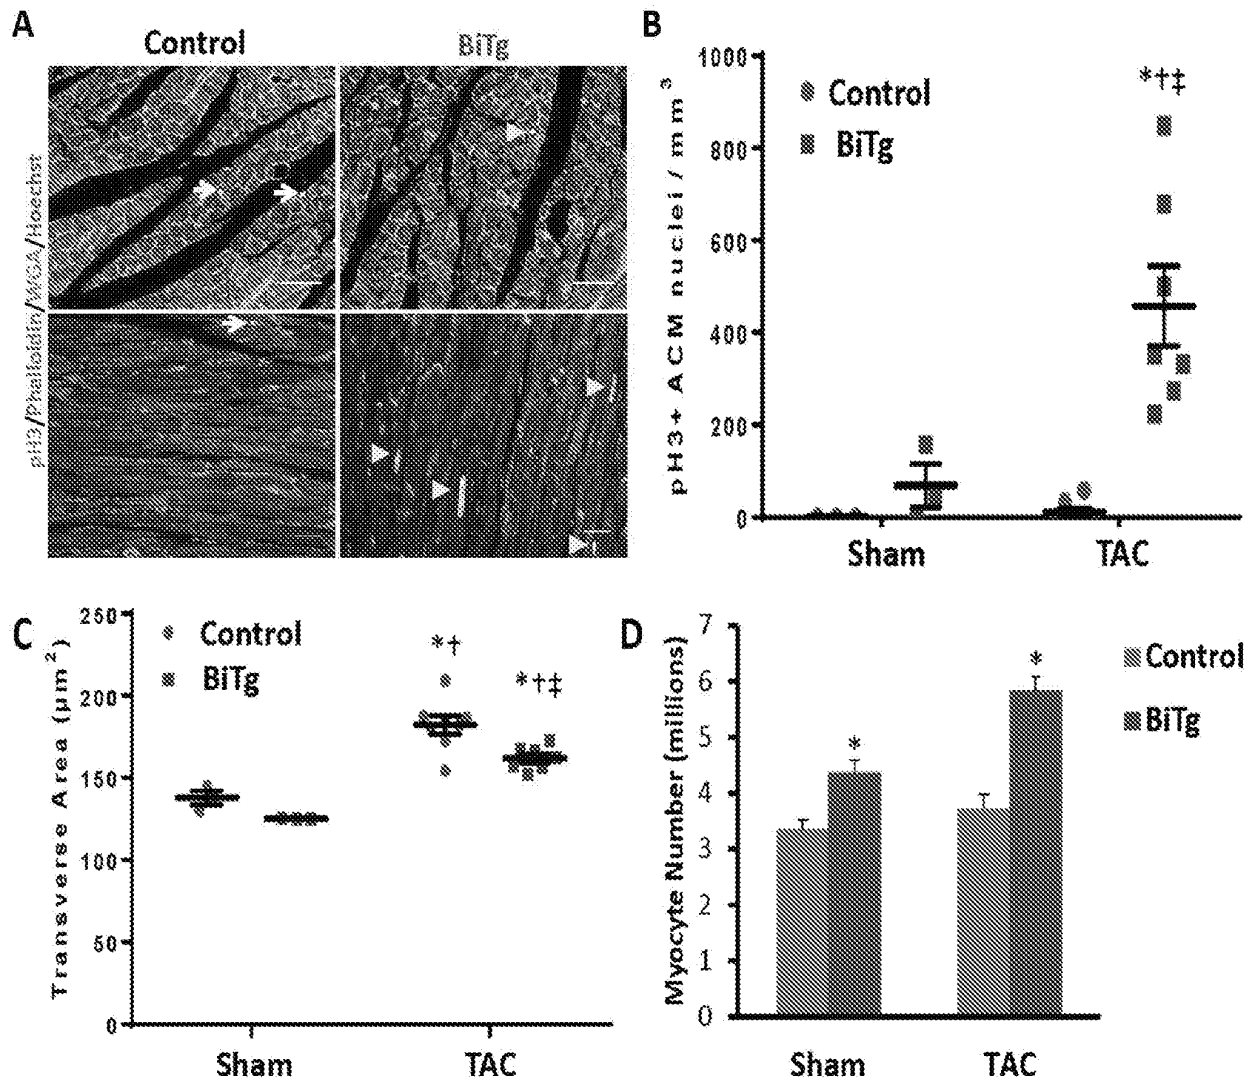 A
Control
BiTg
pH3/Phalloidin/WGA/Hoechst
B
1000
800
600
400
200
0
pH3+ ACM nuclei / mm³
Control
BiTg
*†‡
Sham
TAC
C
250
200
150
100
50
0
Transverse Area (µm²)
Control
BiTg
*†
*†‡
Sham
TAC
D
7
6
5
4
3
2
1
0
Myocyte Number (millions)
*
*
Control
BiTg
Sham
TAC